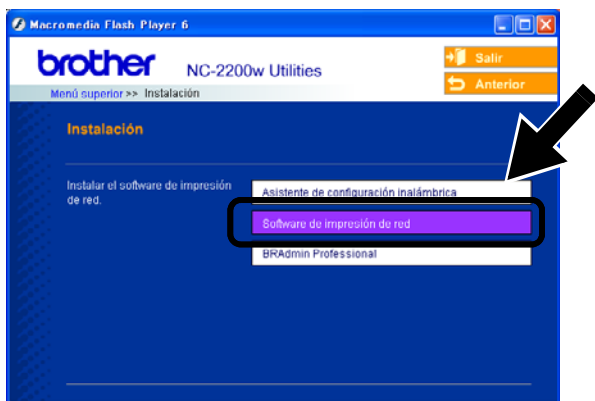 Macromedia Flash Player 6
brother NC-2200w Utilities
Salir
Anterior
Menú superior >> Instalación
Instalación
Instalar el software de impresión
de red.
Asistente de configuración inalámbrica
Software de impresión de red
BRAdmin Professional